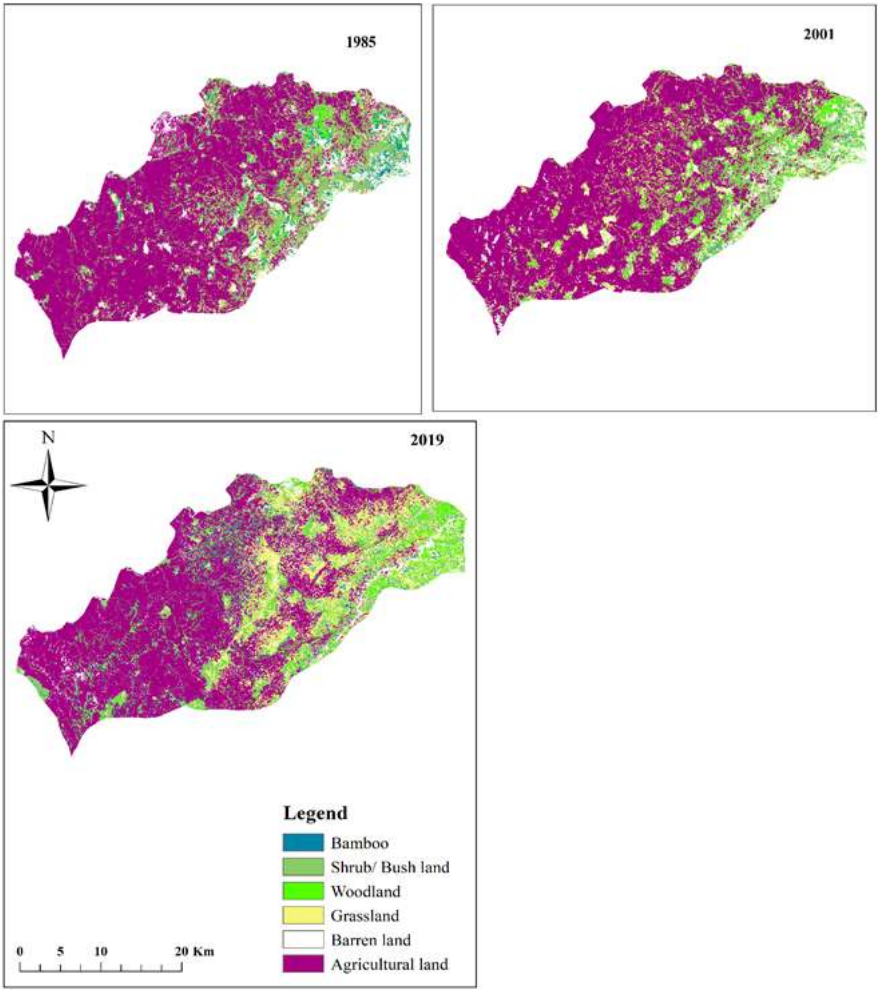 1985
2001
2019
N
Legend
Bamboo
Shrub/ Bush land
Woodland
Grassland
Barren land
Agricultural land
0 5 10 20 Km